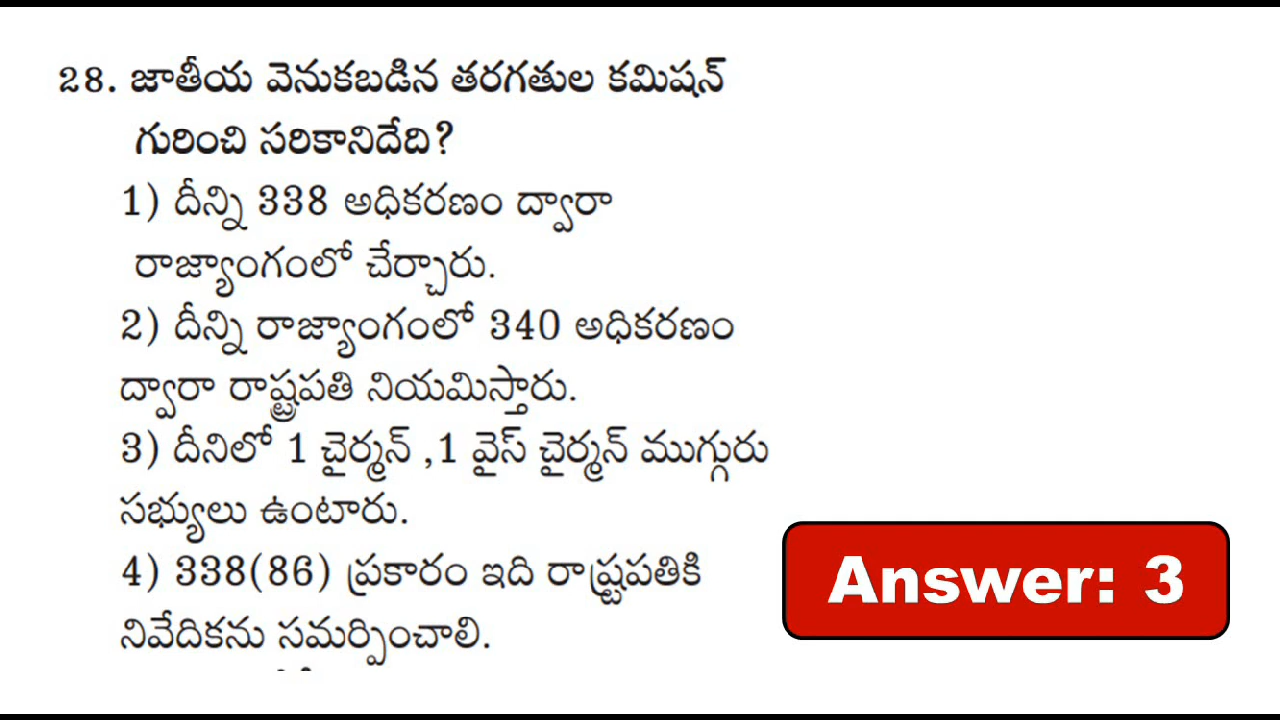 28. జాతీయ వెనుకబడిన తరగతుల కమిషన్
గురించి సరికానిదేది?
1) దీన్ని 338 అధికరణం ద్వారా
రాజ్యాంగంలో చేర్చారు.
2) దీన్ని రాజ్యాంగంలో 340 అధికరణం
ద్వారా రాష్ట్రపతి నియమిస్తారు.
3) దీనిలో 1 చైర్మన్ ,1 వైస్ చైర్మన్ ముగ్గురు
సభ్యులు ఉంటారు.
4) 338(86) ప్రకారం ఇది రాష్ట్రపతికి
నివేదికను సమర్పించాలి.
Answer: 3